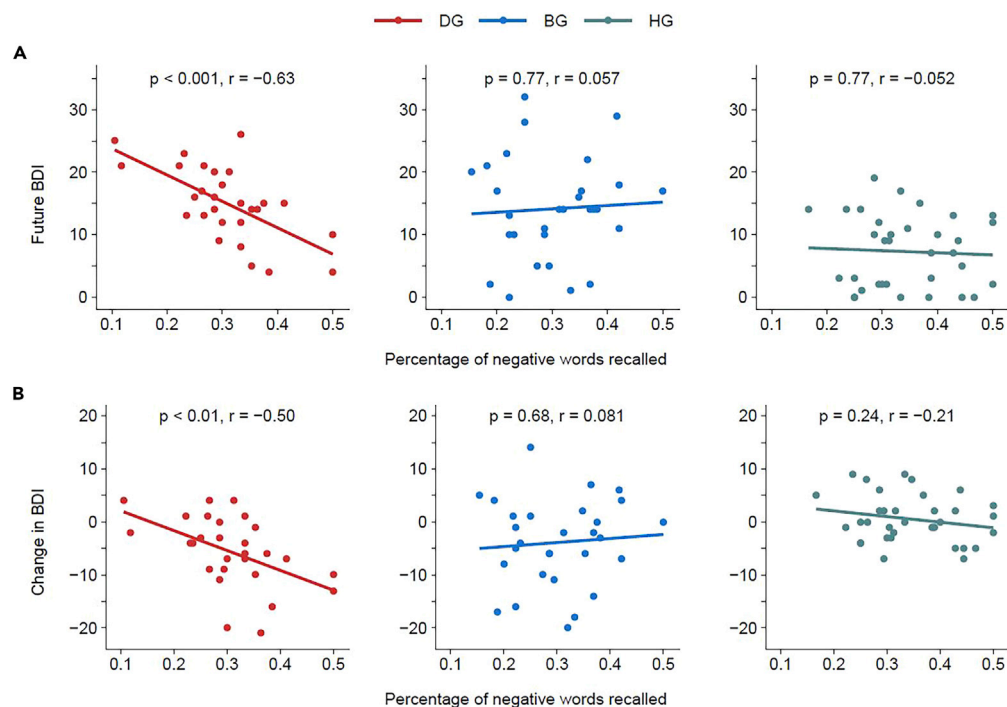 DG BG HG
A
p < 0.001, r = −0.63 p = 0.77, r = 0.057 p = 0.77, r = −0.052
Future BDI
30
20
10
0
0.1 0.2 0.3 0.4 0.5
30
20
10
0
0.1 0.2 0.3 0.4 0.5
30
20
10
0
0.1 0.2 0.3 0.4 0.5
Percentage of negative words recalled
B
p < 0.01, r = −0.50 p = 0.68, r = 0.081 p = 0.24, r = −0.21
Change in BDI
20
10
0
−10
−20
0.1 0.2 0.3 0.4 0.5
20
10
0
−10
−20
0.1 0.2 0.3 0.4 0.5
20
10
0
−10
−20
0.1 0.2 0.3 0.4 0.5
Percentage of negative words recalled